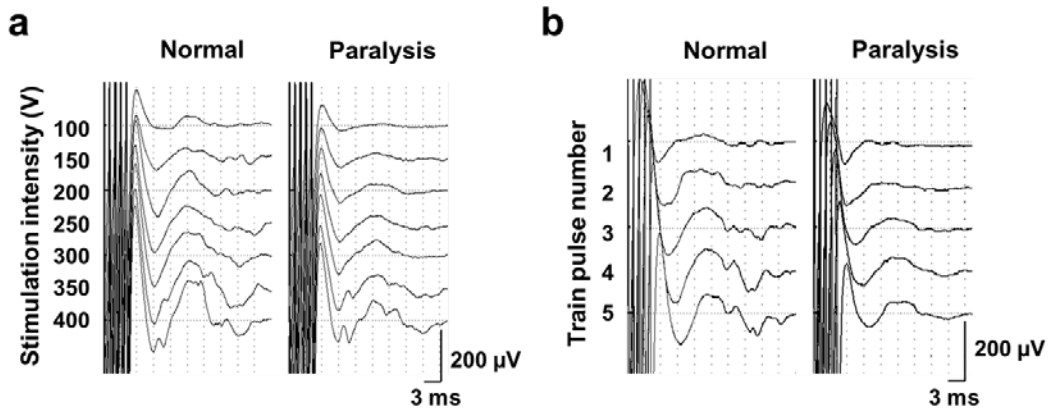 a
Normal Paralysis
Stimulation intensity (V)
100
150
200
250
300
350
400
200 µV
3 ms
b
Normal Paralysis
Train pulse number
1
2
3
4
5
200 µV
3 ms